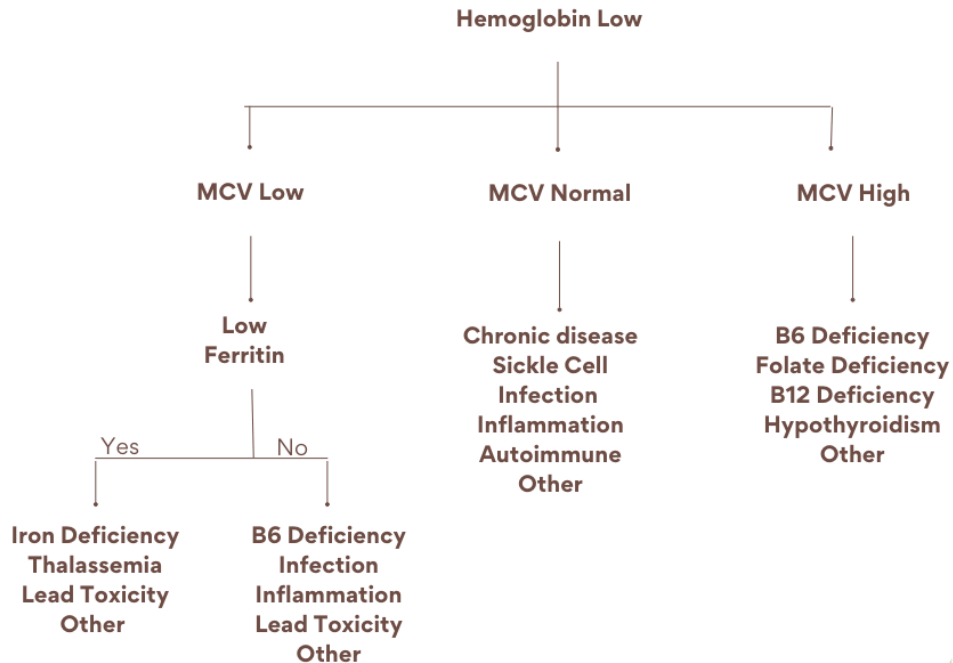 Hemoglobin Low
MCV Low
MCV Normal
MCV High
Low
Ferritin
Yes
No
Iron Deficiency
Thalassemia
Lead Toxicity
Other
B6 Deficiency
Infection
Inflammation
Lead Toxicity
Other
Chronic disease
Sickle Cell
Infection
Inflammation
Autoimmune
Other
B6 Deficiency
Folate Deficiency
B12 Deficiency
Hypothyroidism
Other